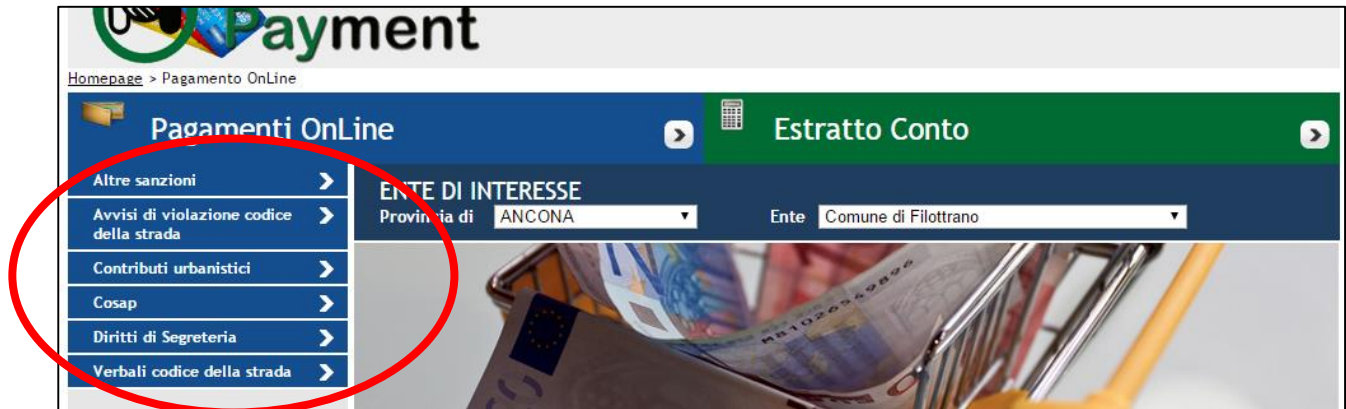 Payment
Homepage > Pagamento OnLine
Pagamenti OnLine
Estratto Conto
Altre sanzioni
Avvisi di violazione codice
della strada
Contributi urbanistici
Cosap
Diritti di Segreteria
Verbali codice della strada
ENTE DI INTERESSE
Provincia di ANCONA Ente Comune di Filottrano
M81026549896